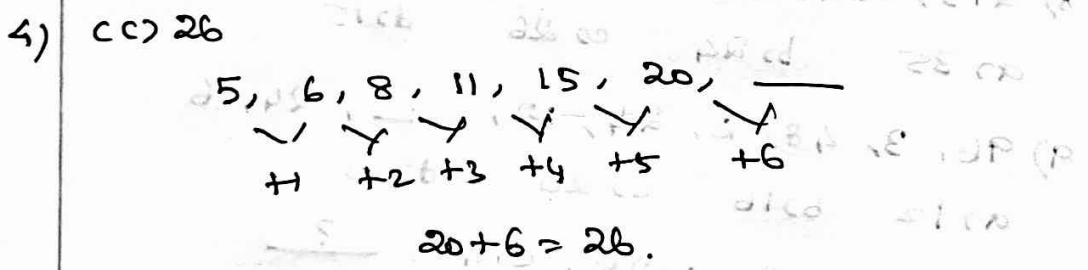 4) (c) 26
5, 6, 8, 11, 15, 20, ___
+1 +2 +3 +4 +5 +6
20+6 = 26.